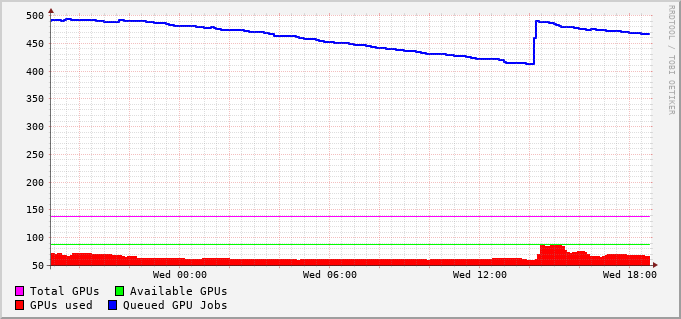 500
450
400
350
300
250
200
150
100
50
Wed 00:00 Wed 06:00 Wed 12:00 Wed 18:00
Total GPUs Available GPUs
GPUs used Queued GPU Jobs
RRDTOOL / TOBI OETIKER